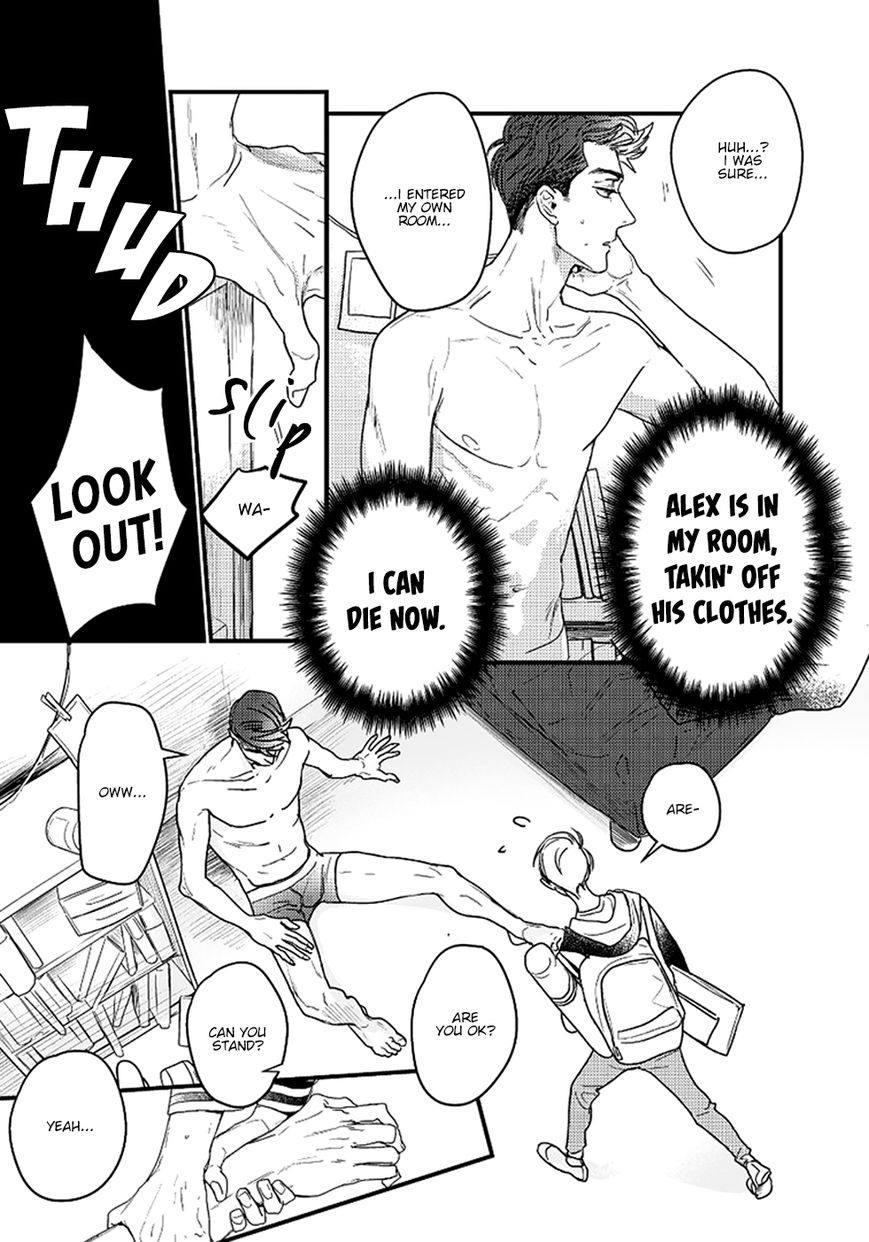 HUH...?
I WAS
SURE...
...I ENTERED
MY OWN
ROOM...
ALEX IS IN
MY ROOM,
TAKIN' OFF
HIS CLOTHES.
I CAN
DIE NOW.
Slip
WA-
THUD
LOOK
OUT!
ARE-
OWW...
ARE
YOU OK?
CAN YOU
STAND?
YEAH...